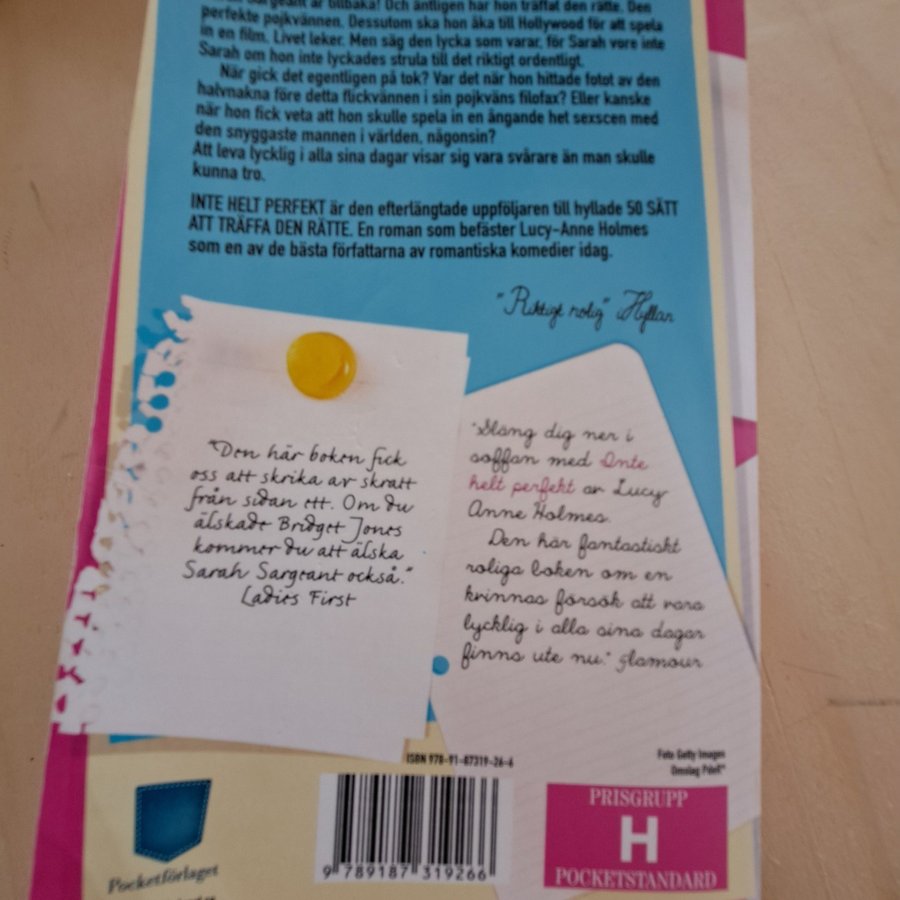 Sargeant är tillbaka! Och äntligen har hon träffat den rätte. Den
perfekte pojkvännen. Dessutom ska hon åka till Hollywood för att spela
in en film. Livet leker. Men säg den lycka som varar, för Sarah vore inte
Sarah om hon inte lyckades strula till det riktigt ordentligt.
När gick det egentligen på tok? Var det när hon hittade fotot av den
halvnakna före detta flickvännen i sin pojkväns filofax? Eller kanske
när hon fick veta att hon skulle spela in en ångande het sexscen med
den snyggaste mannen i världen, någonsin?
Att leva lycklig i alla sina dagar visar sig vara svårare än man skulle
kunna tro.
INTE HELT PERFEKT är den efterlängtade uppföljaren till hyllade 50 SÄTT
ATT TRÄFFA DEN RÄTTE. En roman som befäster Lucy-Anne Holmes
som en av de bästa författarna av romantiska komedier idag.
"Riktigt rolig" Hyllan
"Den här boken fick
oss att skrika av skratt
från sidan ett. Om du
älskade Bridget Jones
kommer du att älska
Sarah Sargeant också."
Ladies First
"Släng dig ner i
soffan med Inte
helt perfekt av Lucy
Anne Holmes.
Den här fantastiskt
roliga boken om en
kvinnas försök att vara
lycklig i alla sina dagar
finns ute nu." Glamour
ISBN 978-91-87319-26-6
Foto Getty Images
Omslag Pdell™
9 789187 319266
PRISGRUPP
H
POCKETSTANDARD
Pocketförlaget